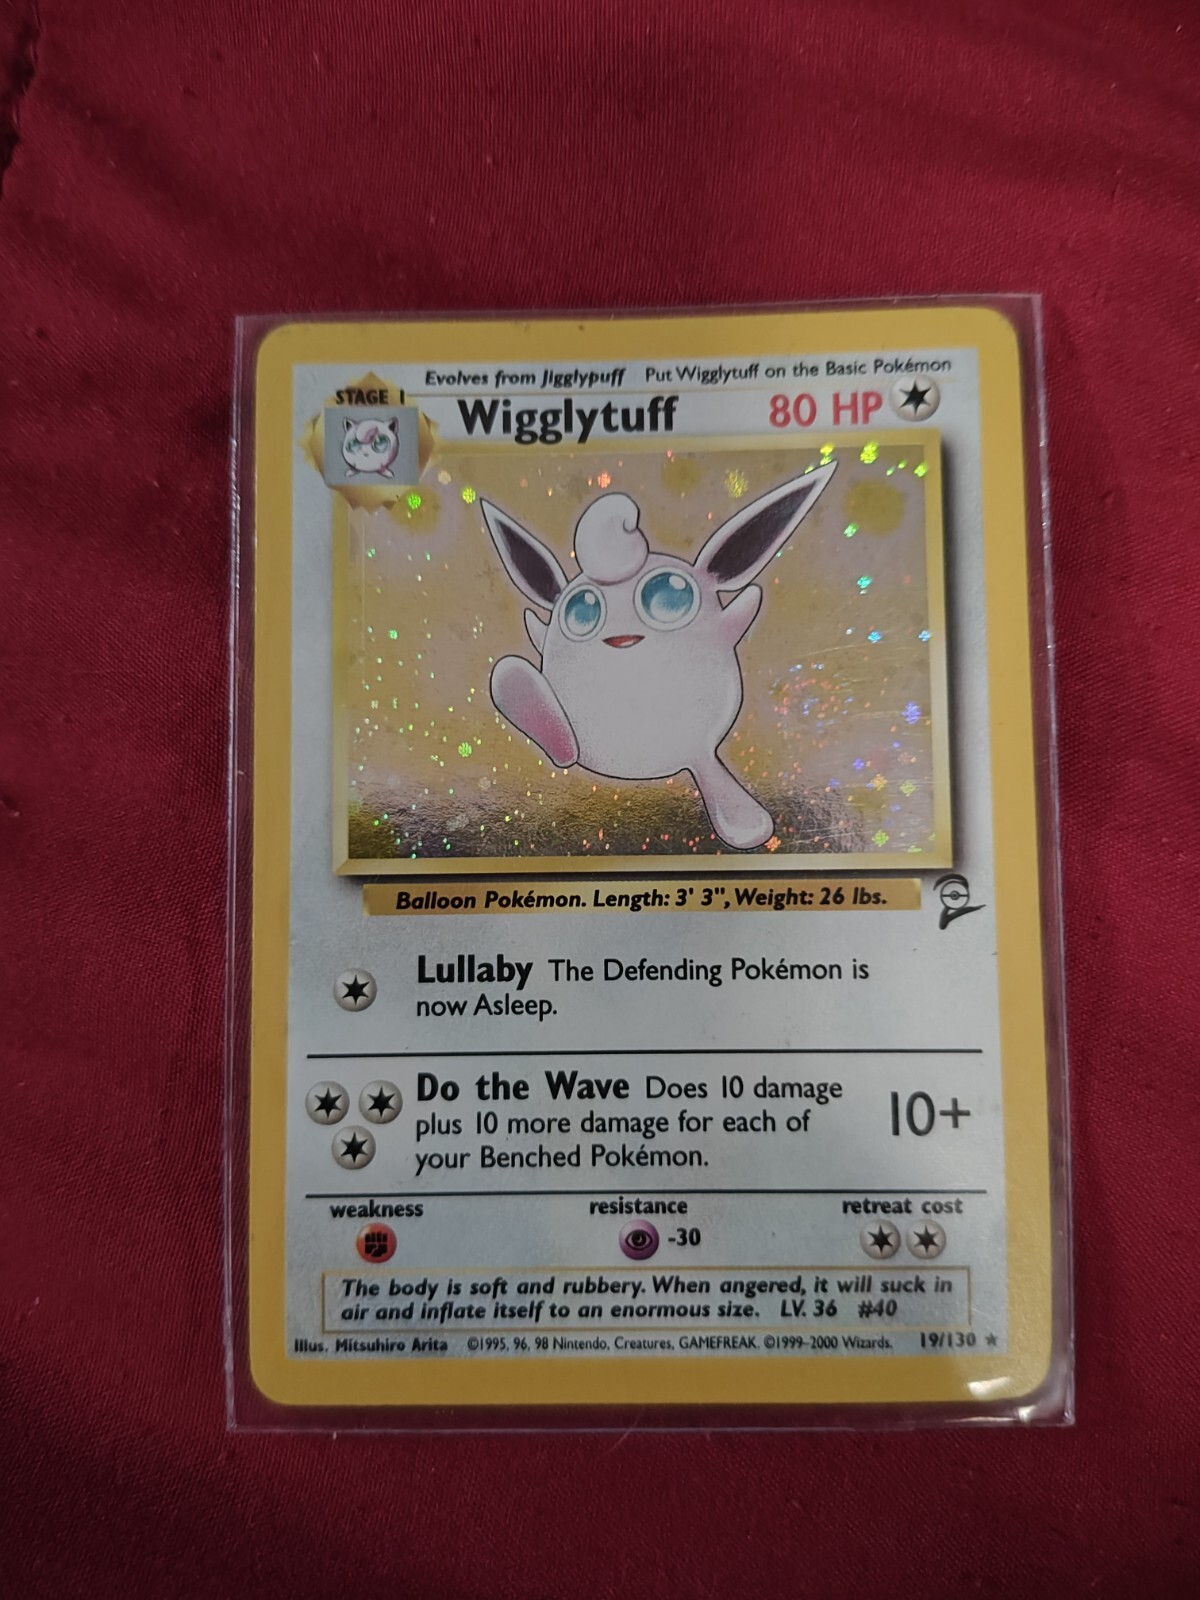 Evolves from Jigglypuff Put Wigglytuff on the Basic Pokémon
STAGE 1
Wigglytuff 80 HP
Balloon Pokémon. Length: 3' 3", Weight: 26 lbs.
Lullaby The Defending Pokémon is
now Asleep.
Do the Wave Does 10 damage
plus 10 more damage for each of
your Benched Pokémon.
10+
weakness resistance retreat cost
-30
The body is soft and rubbery. When angered, it will suck in
air and inflate itself to an enormous size. LV. 36 #40
Illus. Mitsuhiro Arita ©1995, 96, 98 Nintendo, Creatures, GAMEFREAK. ©1999-2000 Wizards. 19/130 ★